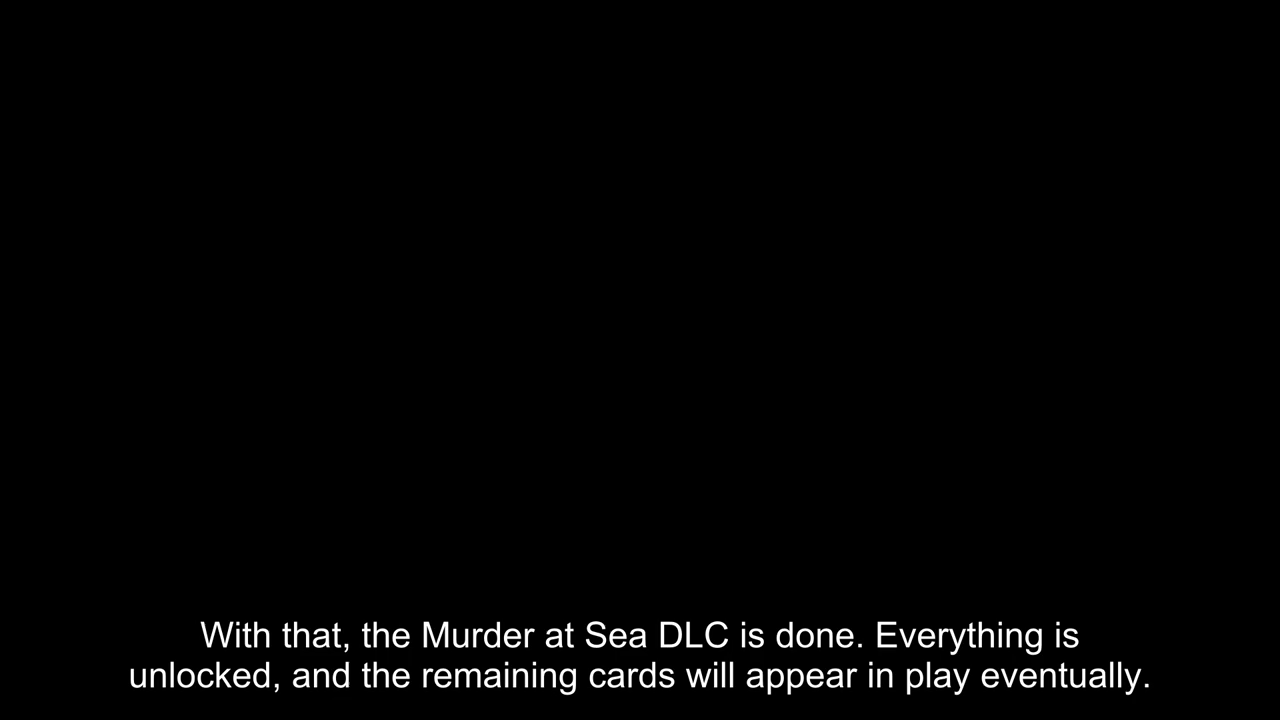 With that, the Murder at Sea DLC is done. Everything is
unlocked, and the remaining cards will appear in play eventually.